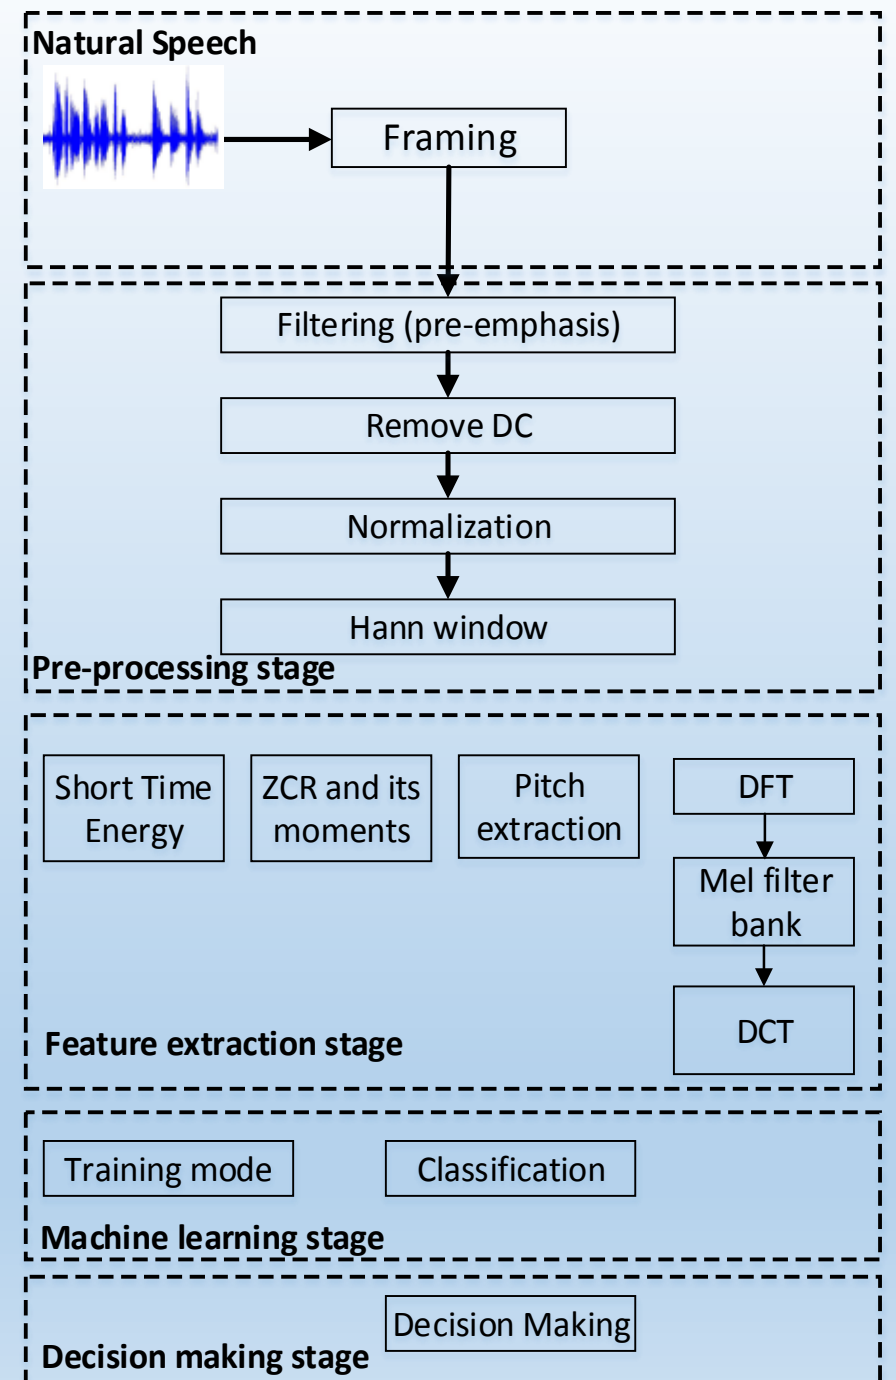 Natural Speech
Framing
Filtering (pre-emphasis)
Remove DC
Normalization
Hann window
Pre-processing stage
Short Time
Energy
ZCR and its
moments
Pitch
extraction
DFT
Mel filter
bank
DCT
Feature extraction stage
Training mode
Classification
Machine learning stage
Decision Making
Decision making stage